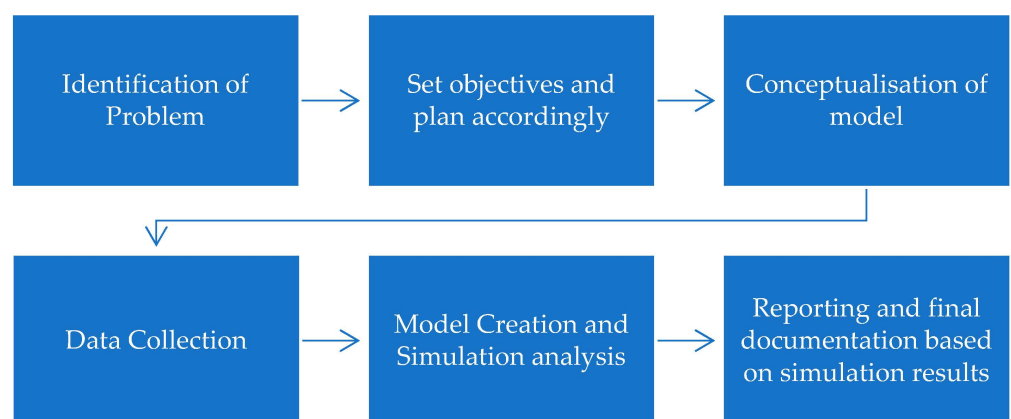 Identification of
Problem
Set objectives and
plan accordingly
Conceptualisation of
model
Data Collection
Model Creation and
Simulation analysis
Reporting and final
documentation based
on simulation results